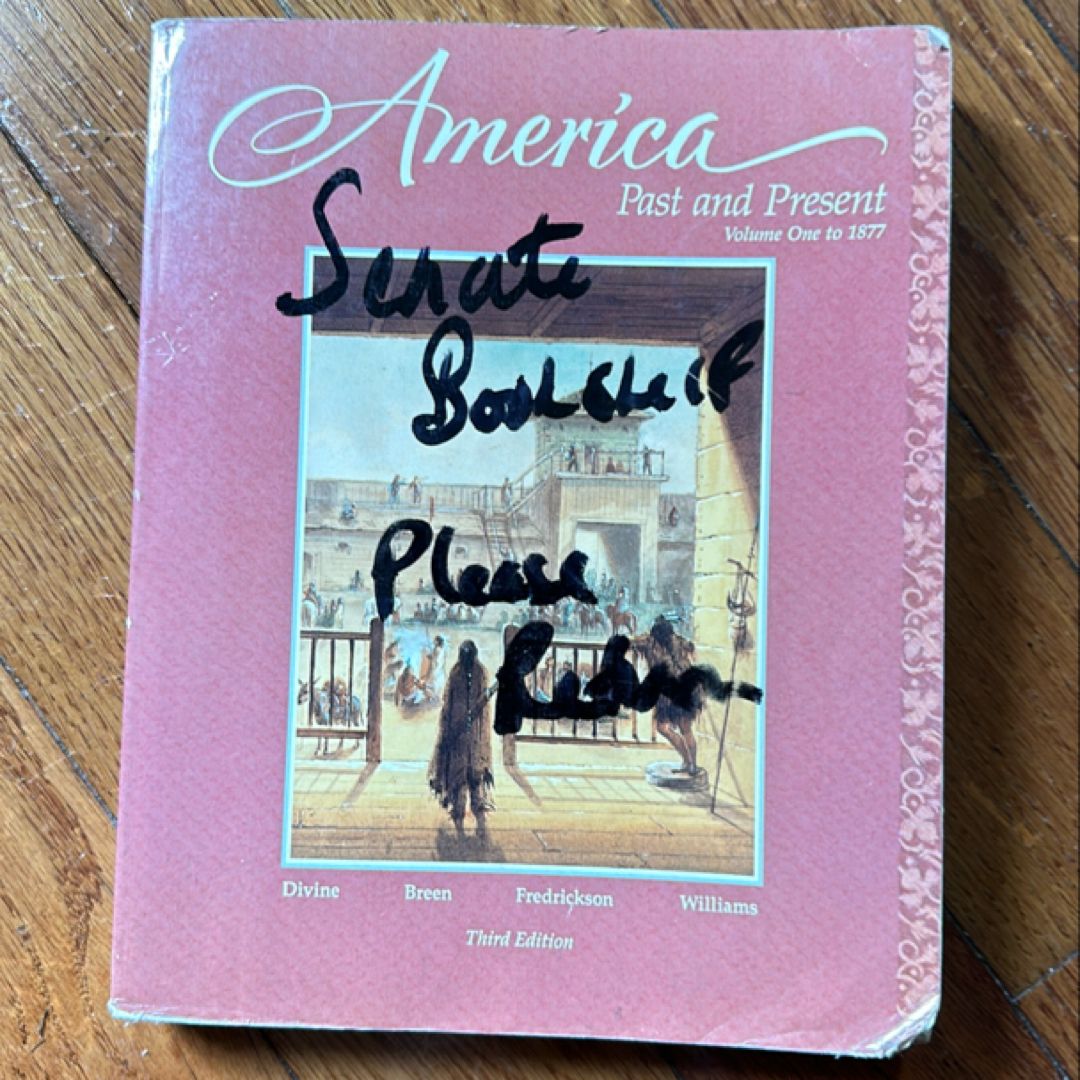 America
Past and Present
Volume One to 1877
Senate
Bookshelf
Please
Return
Divine Breen Fredrickson Williams
Third Edition